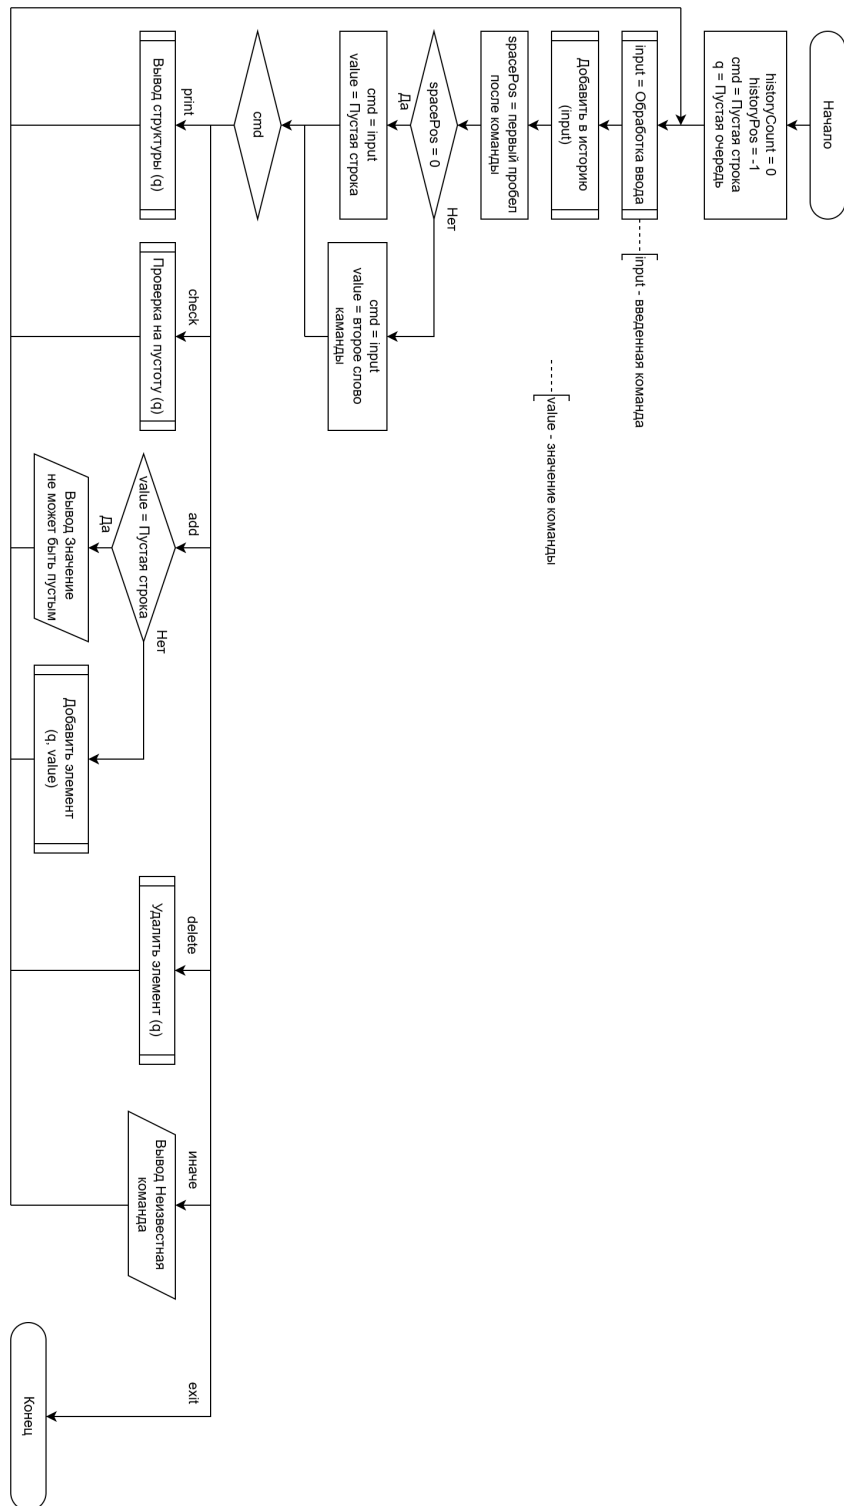 Начало
historyCount = 0
historyPos = -1
cmd = Пустая строка
q = Пустая очередь
input = Обработка ввода
input - введенная команда
Добавить в историю
(input)
spacePos = первый пробел
после команды
value - значение команды
spacePos = 0
Да
Нет
cmd = input
value = Пустая строка
cmd = input
value = второе слово
каманды
cmd
print
Вывод структуры (q)
check
Проверка на пустоту (q)
add
value = Пустая строка
Да
Нет
Вывод Значение
не может быть пустым
Добавить элемент
(q, value)
delete
Удалить элемент (q)
иначе
Вывод Неизвестная
команда
exit
Конец